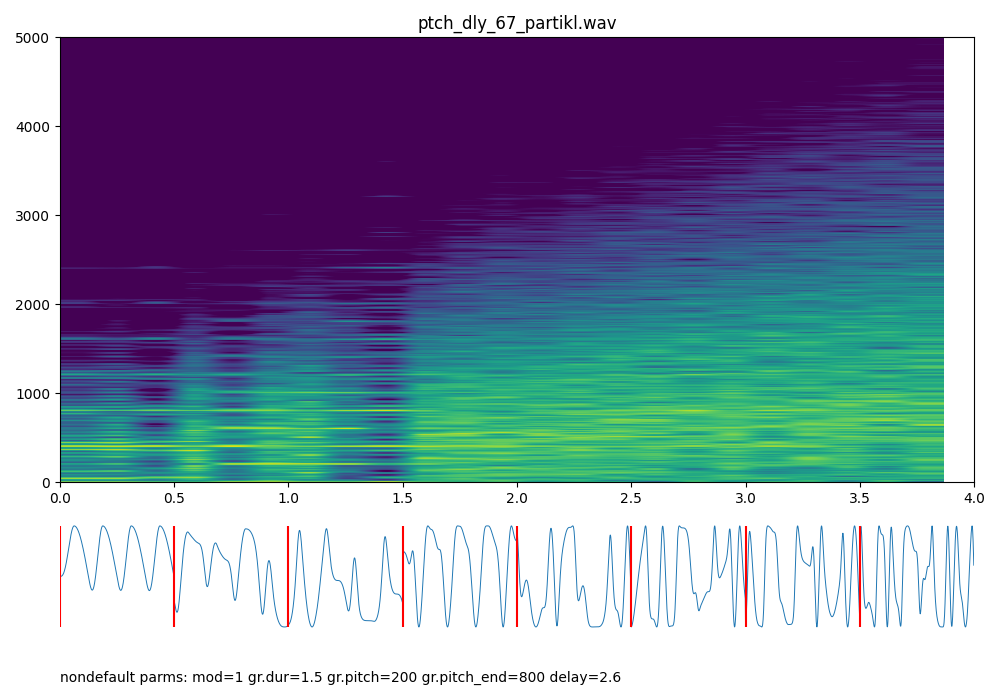 ptch_dly_67_partikl.wav
5000
4000
3000
2000
1000
0
0.0 0.5 1.0 1.5 2.0 2.5 3.0 3.5 4.0
nondefault parms: mod=1 gr.dur=1.5 gr.pitch=200 gr.pitch_end=800 delay=2.6